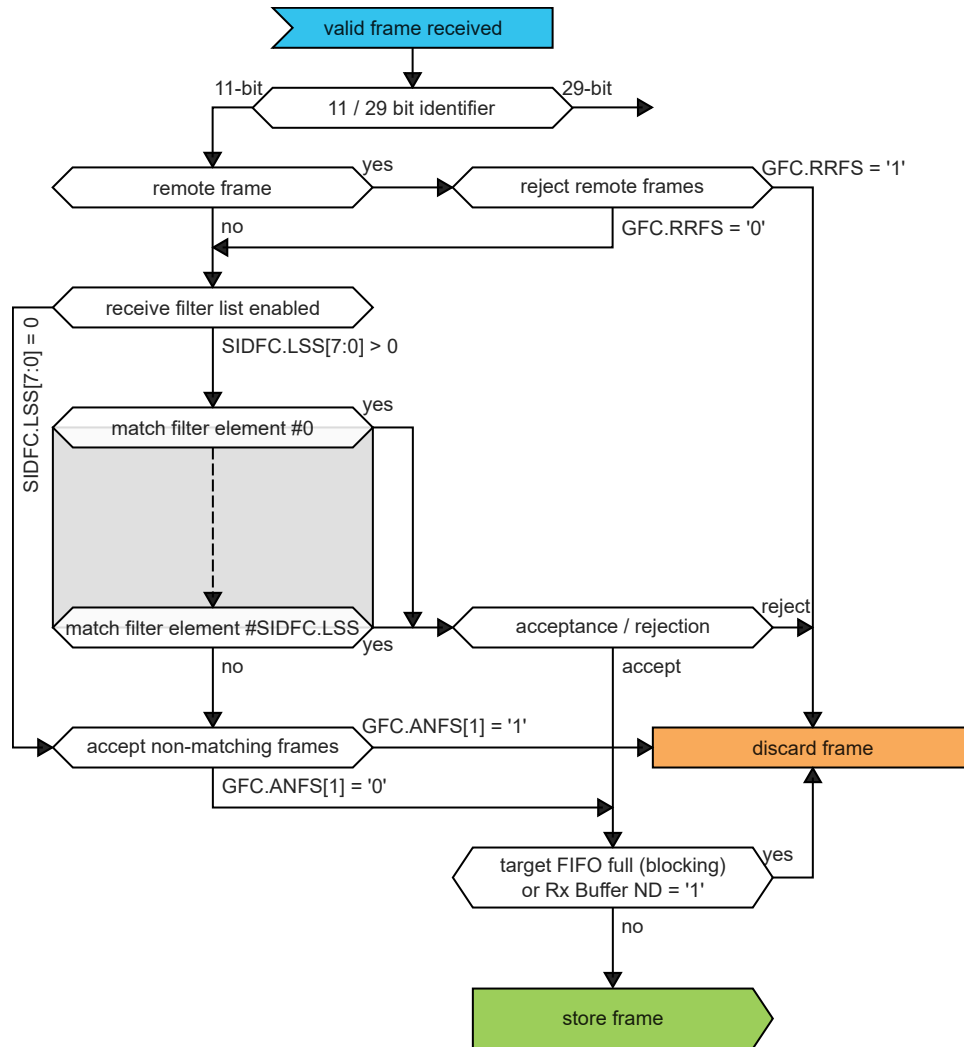 valid frame received
11-bit
29-bit
11 / 29 bit identifier
yes
GFC.RRFS = '1'
remote frame
reject remote frames
no
GFC.RRFS = '0'
receive filter list enabled
SIDFC.LSS[7:0] = 0
SIDFC.LSS[7:0] > 0
yes
match filter element #0
reject
match filter element #SIDFC.LSS
acceptance / rejection
yes
no
accept
GFC.ANFS[1] = '1'
accept non-matching frames
discard frame
GFC.ANFS[1] = '0'
yes
target FIFO full (blocking)
or Rx Buffer ND = '1'
no
store frame